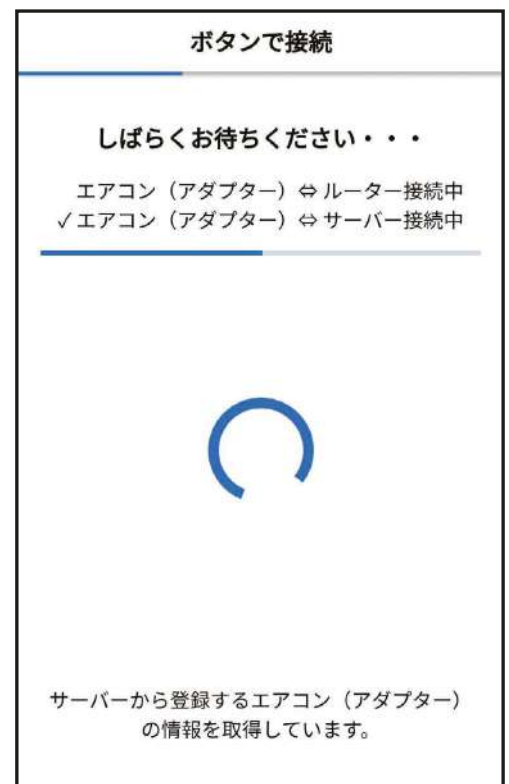 ボタンで接続
しばらくお待ちください・・・
エアコン（アダプター）⇔ルーター接続中
✓エアコン（アダプター）⇔サーバー接続中
サーバーから登録するエアコン（アダプター）
の情報を取得しています。